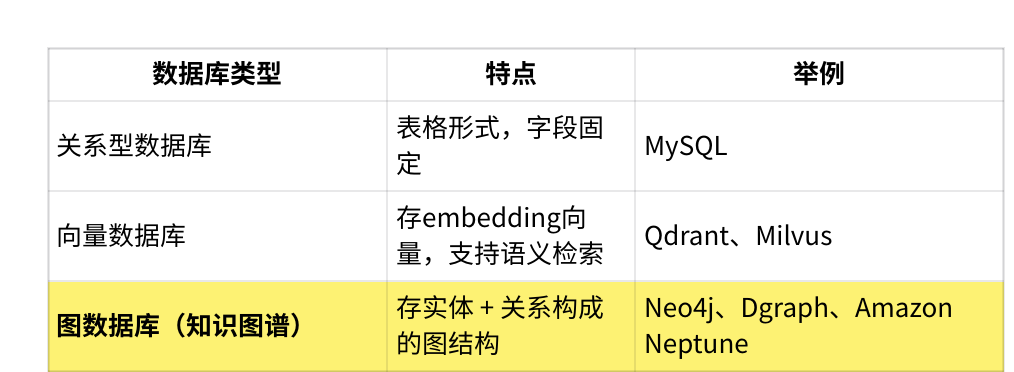 数据库类型 特点 举例
关系型数据库
表格形式，字段固
定
MySQL
向量数据库
存embedding向
量，支持语义检索
Qdrant、Milvus
图数据库（知识图谱）
存实体 + 关系构成
的图结构
Neo4j、Dgraph、Amazon
Neptune